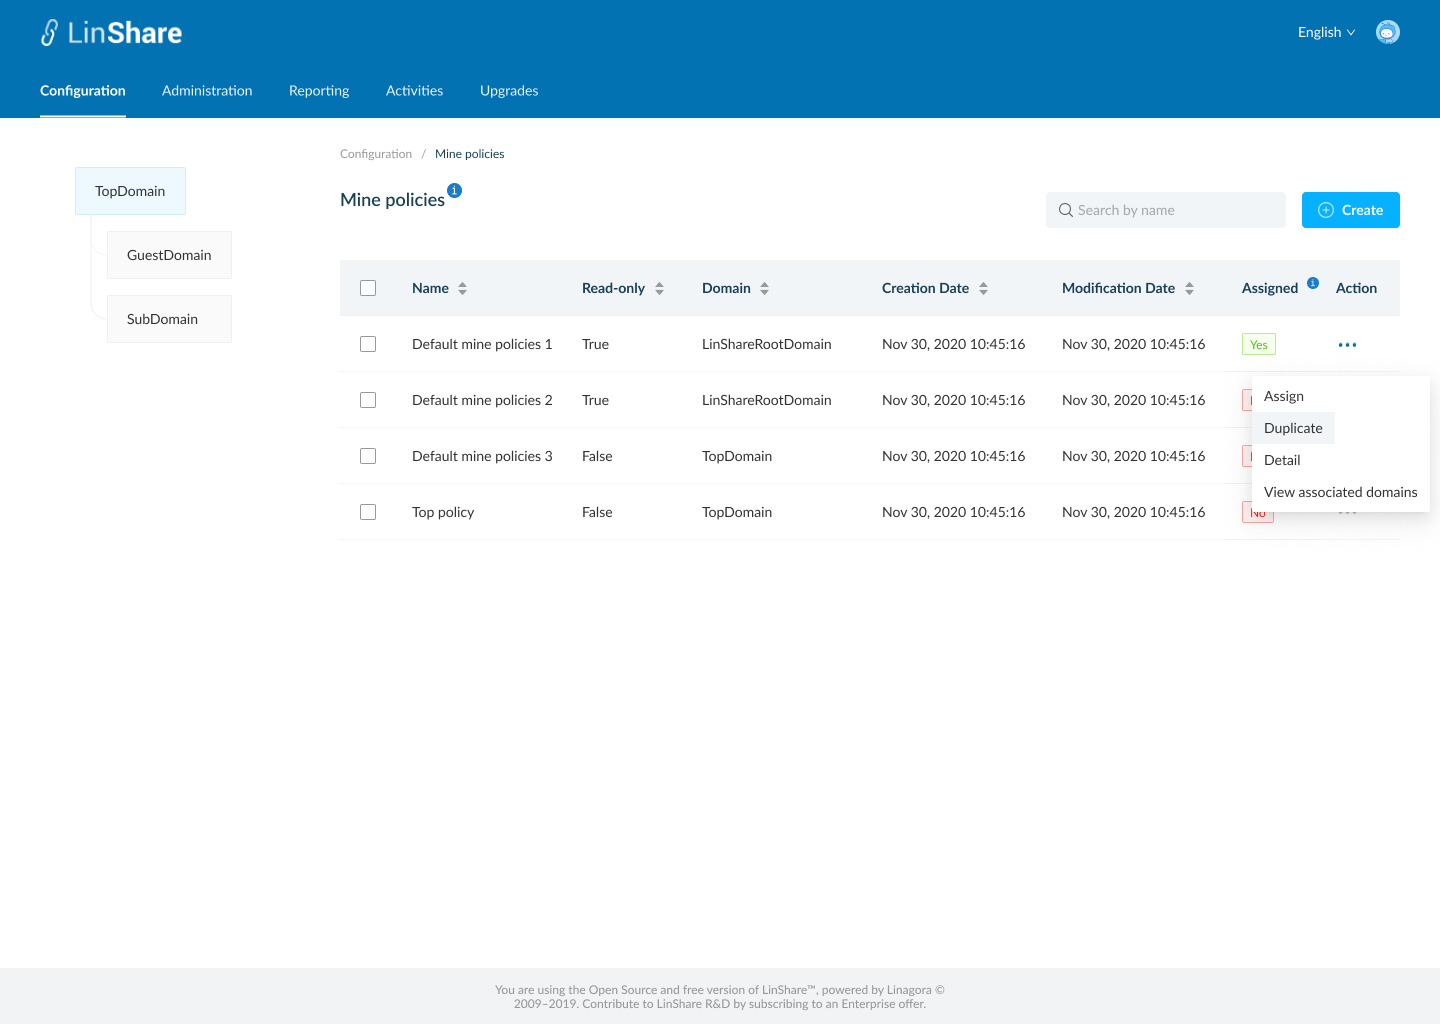 LinShare
English
Configuration Administration Reporting Activities Upgrades
Configuration / Mine policies
TopDomain
GuestDomain
SubDomain
Mine policies
Search by name
Create
Name Read-only Domain Creation Date Modification Date Assigned Action
Default mine policies 1 True LinShareRootDomain Nov 30, 2020 10:45:16 Nov 30, 2020 10:45:16 Yes
Default mine policies 2 True LinShareRootDomain Nov 30, 2020 10:45:16 Nov 30, 2020 10:45:16
Default mine policies 3 False TopDomain Nov 30, 2020 10:45:16 Nov 30, 2020 10:45:16
Top policy False TopDomain Nov 30, 2020 10:45:16 Nov 30, 2020 10:45:16 No
Assign
Duplicate
Detail
View associated domains
You are using the Open Source and free version of LinShare™, powered by Linagora ©
2009–2019. Contribute to LinShare R&D by subscribing to an Enterprise offer.